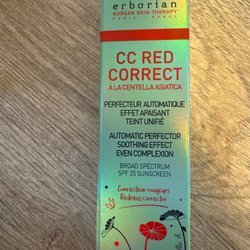 erborian
KOREAN SKIN THERAPY
PARIS SEOUL
CC RED
CORRECT
À LA CENTELLA ASIATICA
PERFECTEUR AUTOMATIQUE
EFFET APAISANT
TEINT UNIFIÉ
AUTOMATIC PERFECTOR
SOOTHING EFFECT
EVEN COMPLEXION
BROAD SPECTRUM
SPF 25 SUNSCREEN
Correcteur rougeurs
Redness corrector